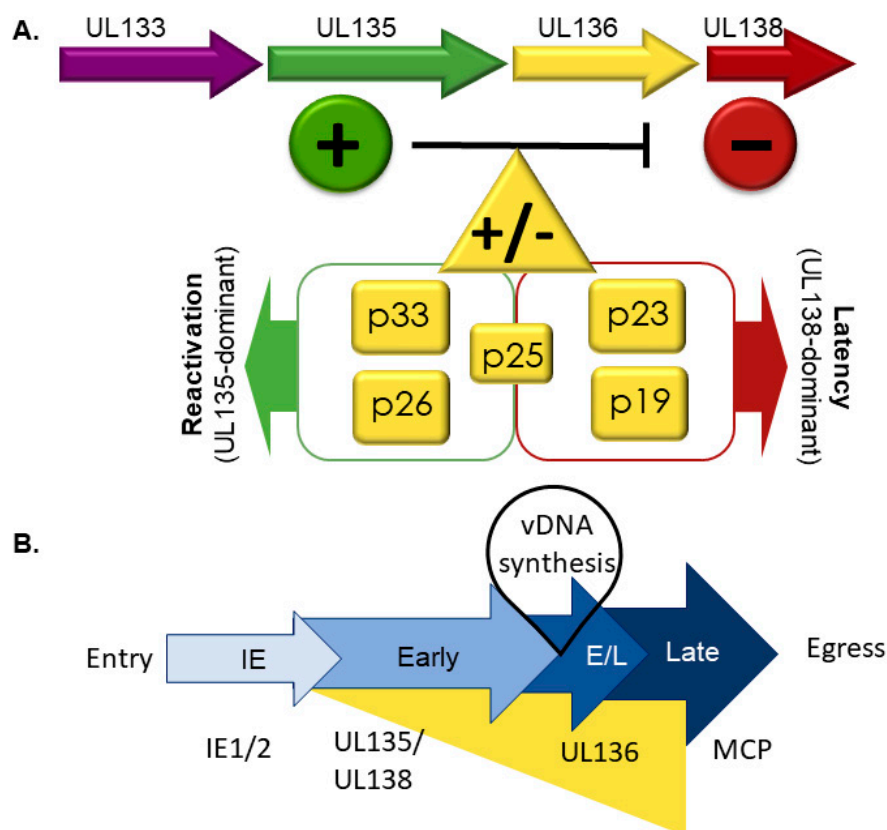 A.
UL133
UL135
UL136
UL138
+
−
+/-
Reactivation
(UL135-dominant)
p33
p26
p25
p23
p19
Latency
(UL138-dominant)
B.
vDNA
synthesis
Entry
IE
Early
E/L
Late
Egress
IE1/2
UL135/
UL138
UL136
MCP